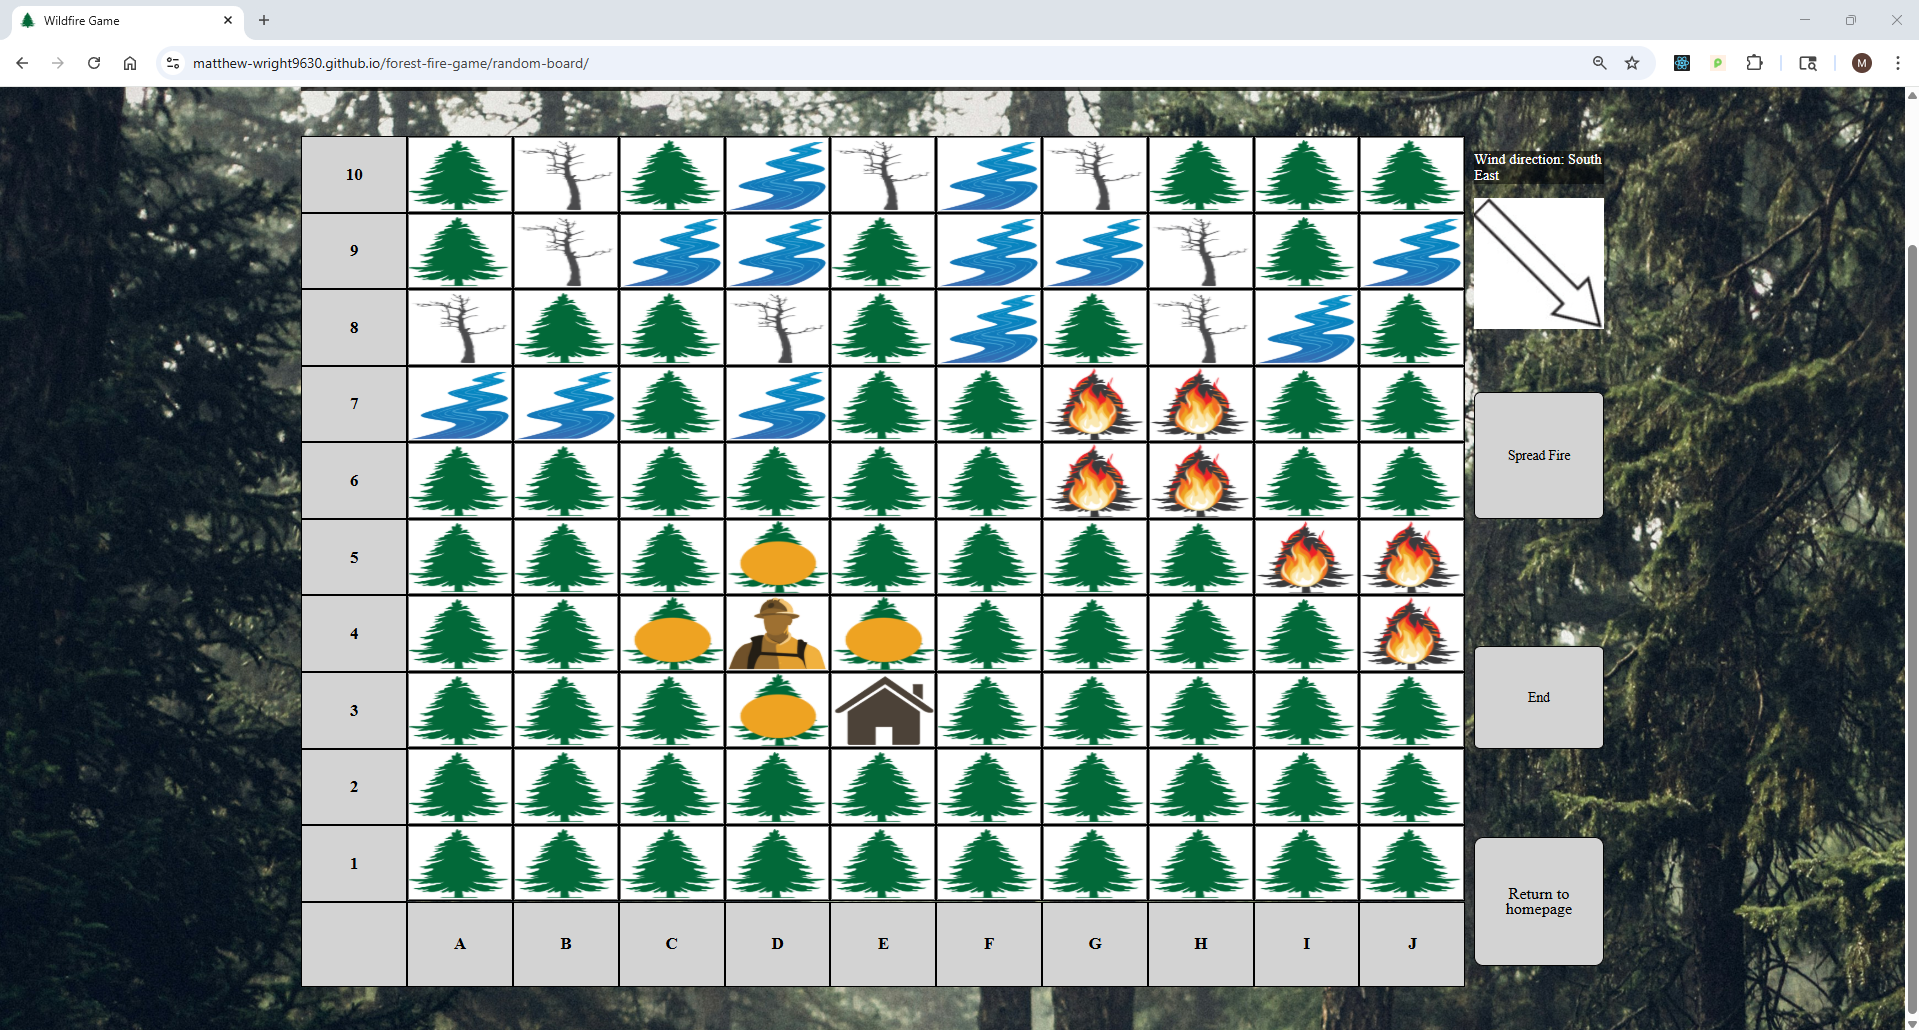 Wildfire Game
matthew-wright9630.github.io/forest-fire-game/random-board/
M
10
Wind direction: South
East
9
8
7
Spread Fire
6
5
4
End
3
2
1
Return to
homepage
A B C D E F G H I J